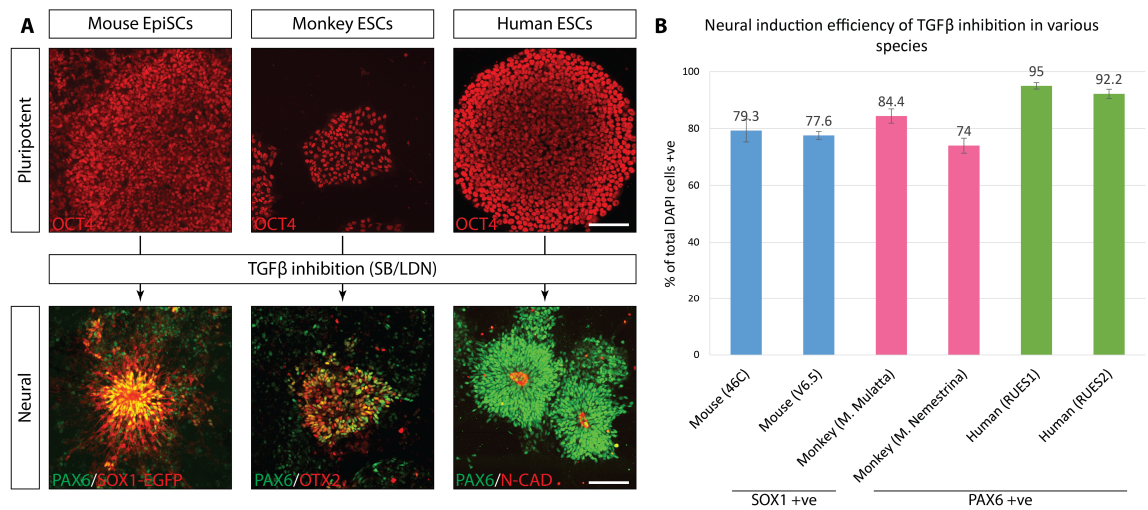 A
Mouse EpiSCs
Monkey ESCs
Human ESCs
Pluripotent
OCT4
OCT4
OCT4
TGFβ inhibition (SB/LDN)
Neural
PAX6/SOX1-EGFP
PAX6/OTX2
PAX6/N-CAD
B
Neural induction efficiency of TGFβ inhibition in various
species
% of total DAPI cells +ve
100
80
60
40
20
0
79.3
77.6
84.4
74
95
92.2
Mouse (46C)
Mouse (V6.5)
Monkey (M. Mulatta)
Monkey (M. Nemestrina)
Human (RUES1)
Human (RUES2)
SOX1 +ve
PAX6 +ve